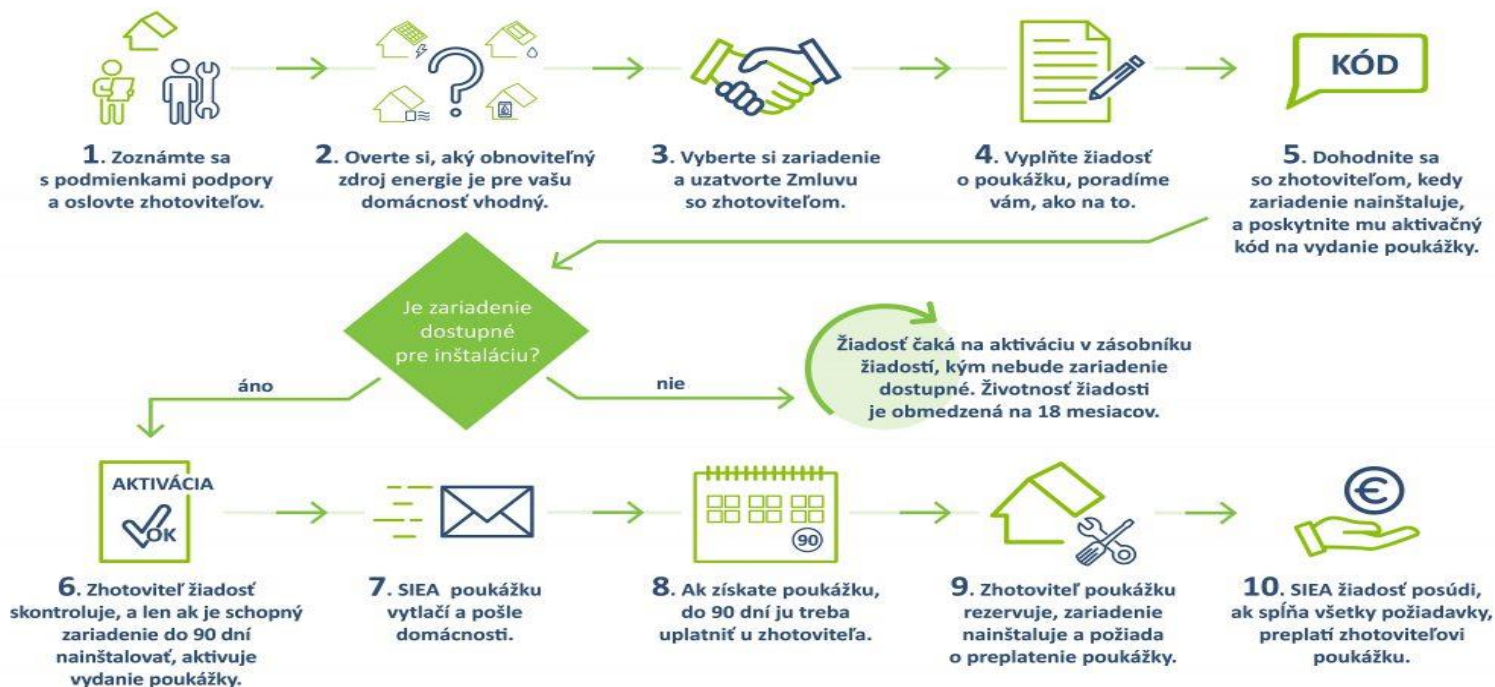 KÓD
1. Zoznámte sa
s podmienkami podpory
a oslovte zhotoviteľov.
2. Overte si, aký obnoviteľný
zdroj energie je pre vašu
domácnosť vhodný.
3. Vyberte si zariadenie
a uzatvorte Zmluvu
so zhotoviteľom.
4. Vyplňte žiadosť
o poukážku, poradíme
vám, ako na to.
5. Dohodnite sa
so zhotoviteľom, kedy
zariadenie nainštaluje,
a poskytnite mu aktivačný
kód na vydanie poukážky.
Je zariadenie
dostupné
pre inštaláciu?
áno
nie
Žiadosť čaká na aktiváciu v zásobníku
žiadostí, kým nebude zariadenie
dostupné. Životnosť žiadosti
je obmedzená na 18 mesiacov.
AKTIVÁCIA
OK
90
€
6. Zhotoviteľ žiadosť
skontroluje, a len ak je schopný
zariadenie do 90 dní
nainštalovať, aktivuje
vydanie poukážky.
7. SIEA poukážku
vytlačí a pošle
domácnosti.
8. Ak získate poukážku,
do 90 dní ju treba
uplatniť u zhotoviteľa.
9. Zhotoviteľ poukážku
rezervuje, zariadenie
nainštaluje a požiada
o preplatenie poukážky.
10. SIEA žiadosť posúdi,
ak spĺňa všetky požiadavky,
preplatí zhotoviteľovi
poukážku.